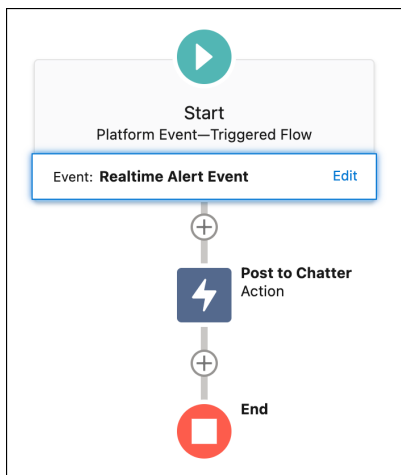 Start
Platform Event—Triggered Flow
Event: Realtime Alert Event Edit
Post to Chatter
Action
End